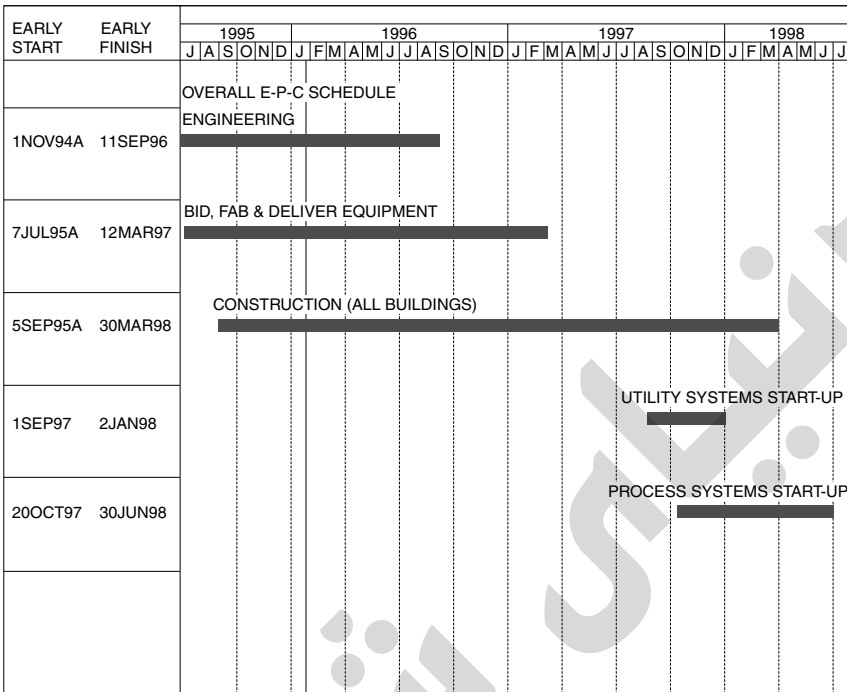 EARLY START EARLY FINISH
1995 1996 1997 1998
J A S O N D J F M A M J J A S O N D J F M A M J J A S O N D J F M A M J J
OVERALL E-P-C SCHEDULE
ENGINEERING
1NOV94A 11SEP96
BID, FAB & DELIVER EQUIPMENT
7JUL95A 12MAR97
CONSTRUCTION (ALL BUILDINGS)
5SEP95A 30MAR98
UTILITY SYSTEMS START-UP
1SEP97 2JAN98
PROCESS SYSTEMS START-UP
20OCT97 30JUN98